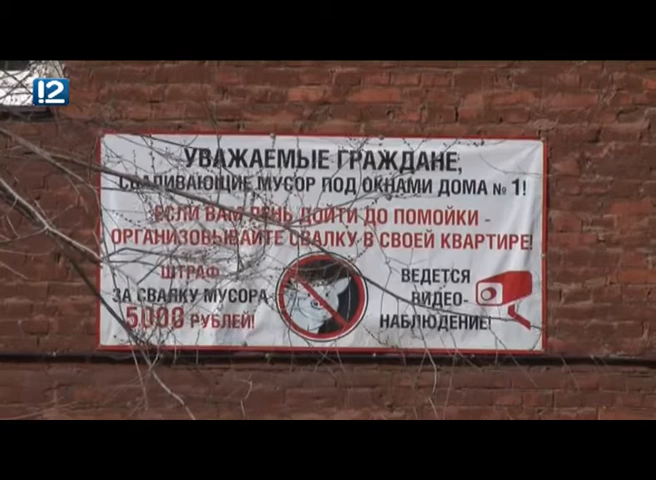 12
УВАЖАЕМЫЕ ГРАЖДАНЕ,
СВАЛИВАЮЩИЕ МУСОР ПОД ОКНАМИ ДОМА № 1!
ЕСЛИ ВАМ ЛЕНЬ ДОЙТИ ДО ПОМОЙКИ -
ОРГАНИЗОВЫВАЙТЕ СВАЛКУ В СВОЕЙ КВАРТИРЕ!
ШТРАФ
ЗА СВАЛКУ МУСОРА
5000 РУБЛЕЙ!
ВЕДЕТСЯ
ВИДЕО-
НАБЛЮДЕНИЕ!